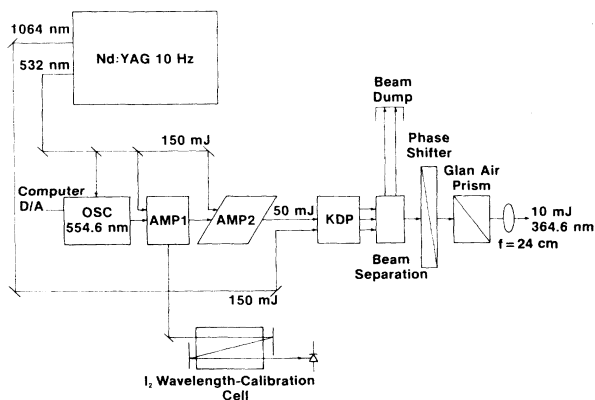 1064 nm
532 nm
Nd:YAG 10 Hz
150 mJ
Beam
Dump
Phase
Shifter
Glan Air
Prism
Computer
D/A
OSC
554.6 nm
AMP1
AMP2
50 mJ
KDP
10 mJ
364.6 nm
f = 24 cm
Beam
Separation
150 mJ
I₂ Wavelength-Calibration
Cell